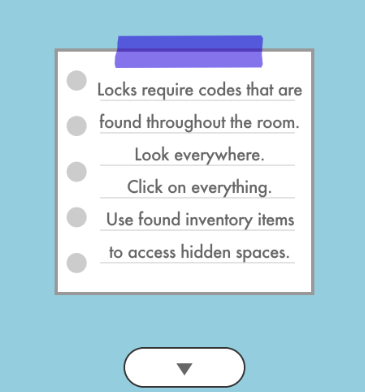 Locks require codes that are
found throughout the room.
Look everywhere.
Click on everything.
Use found inventory items
to access hidden spaces.